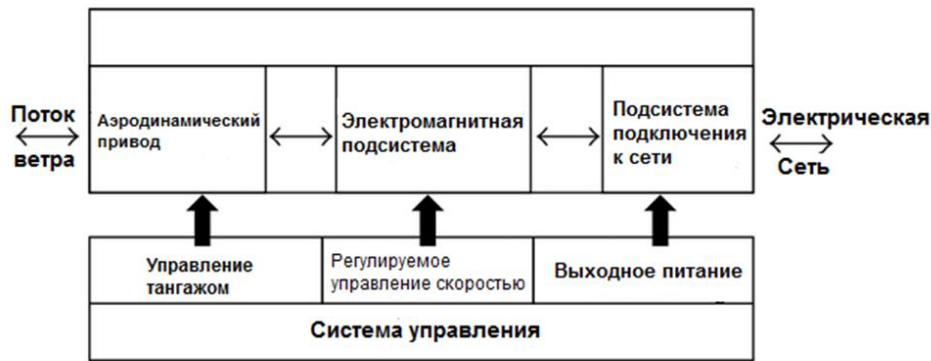 Поток
ветра
Аэродинамический
привод
Электромагнитная
подсистема
Подсистема
подключения
к сети
Электрическая
Сеть
Управление
тангажом
Регулируемое
управление скоростью
Выходное питание
Система управления